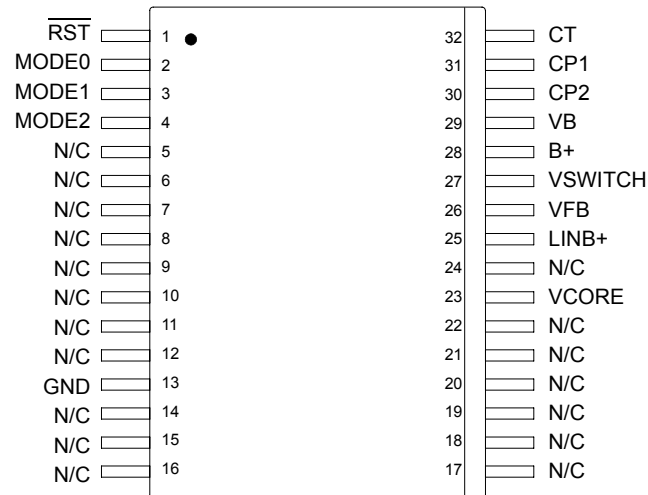 R̅S̅T̅ 1 32 CT
MODE0 2 31 CP1
MODE1 3 30 CP2
MODE2 4 29 VB
N/C 5 28 B+
N/C 6 27 VSWITCH
N/C 7 26 VFB
N/C 8 25 LINB+
N/C 9 24 N/C
N/C 10 23 VCORE
N/C 11 22 N/C
N/C 12 21 N/C
GND 13 20 N/C
N/C 14 19 N/C
N/C 15 18 N/C
N/C 16 17 N/C